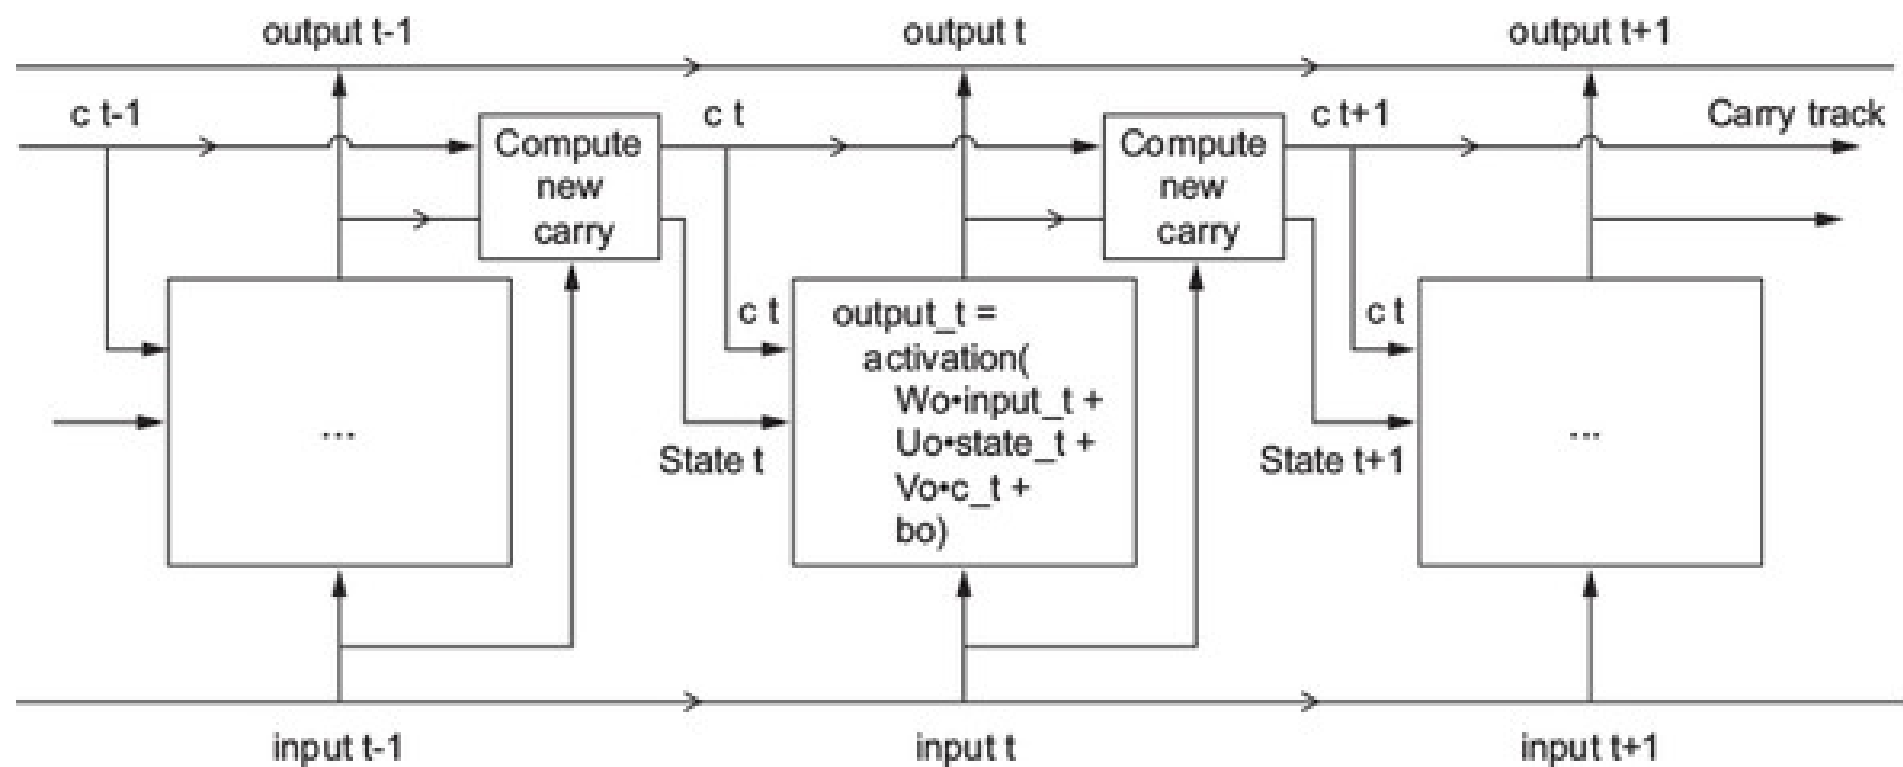 output t-1
output t
output t+1
c t-1
Compute
new
carry
c t
Compute
new
carry
c t+1
Carry track
...
c t
State t
output_t =
activation(
Wo•input_t +
Uo•state_t +
Vo•c_t +
bo)
c t
State t+1
...
input t-1
input t
input t+1